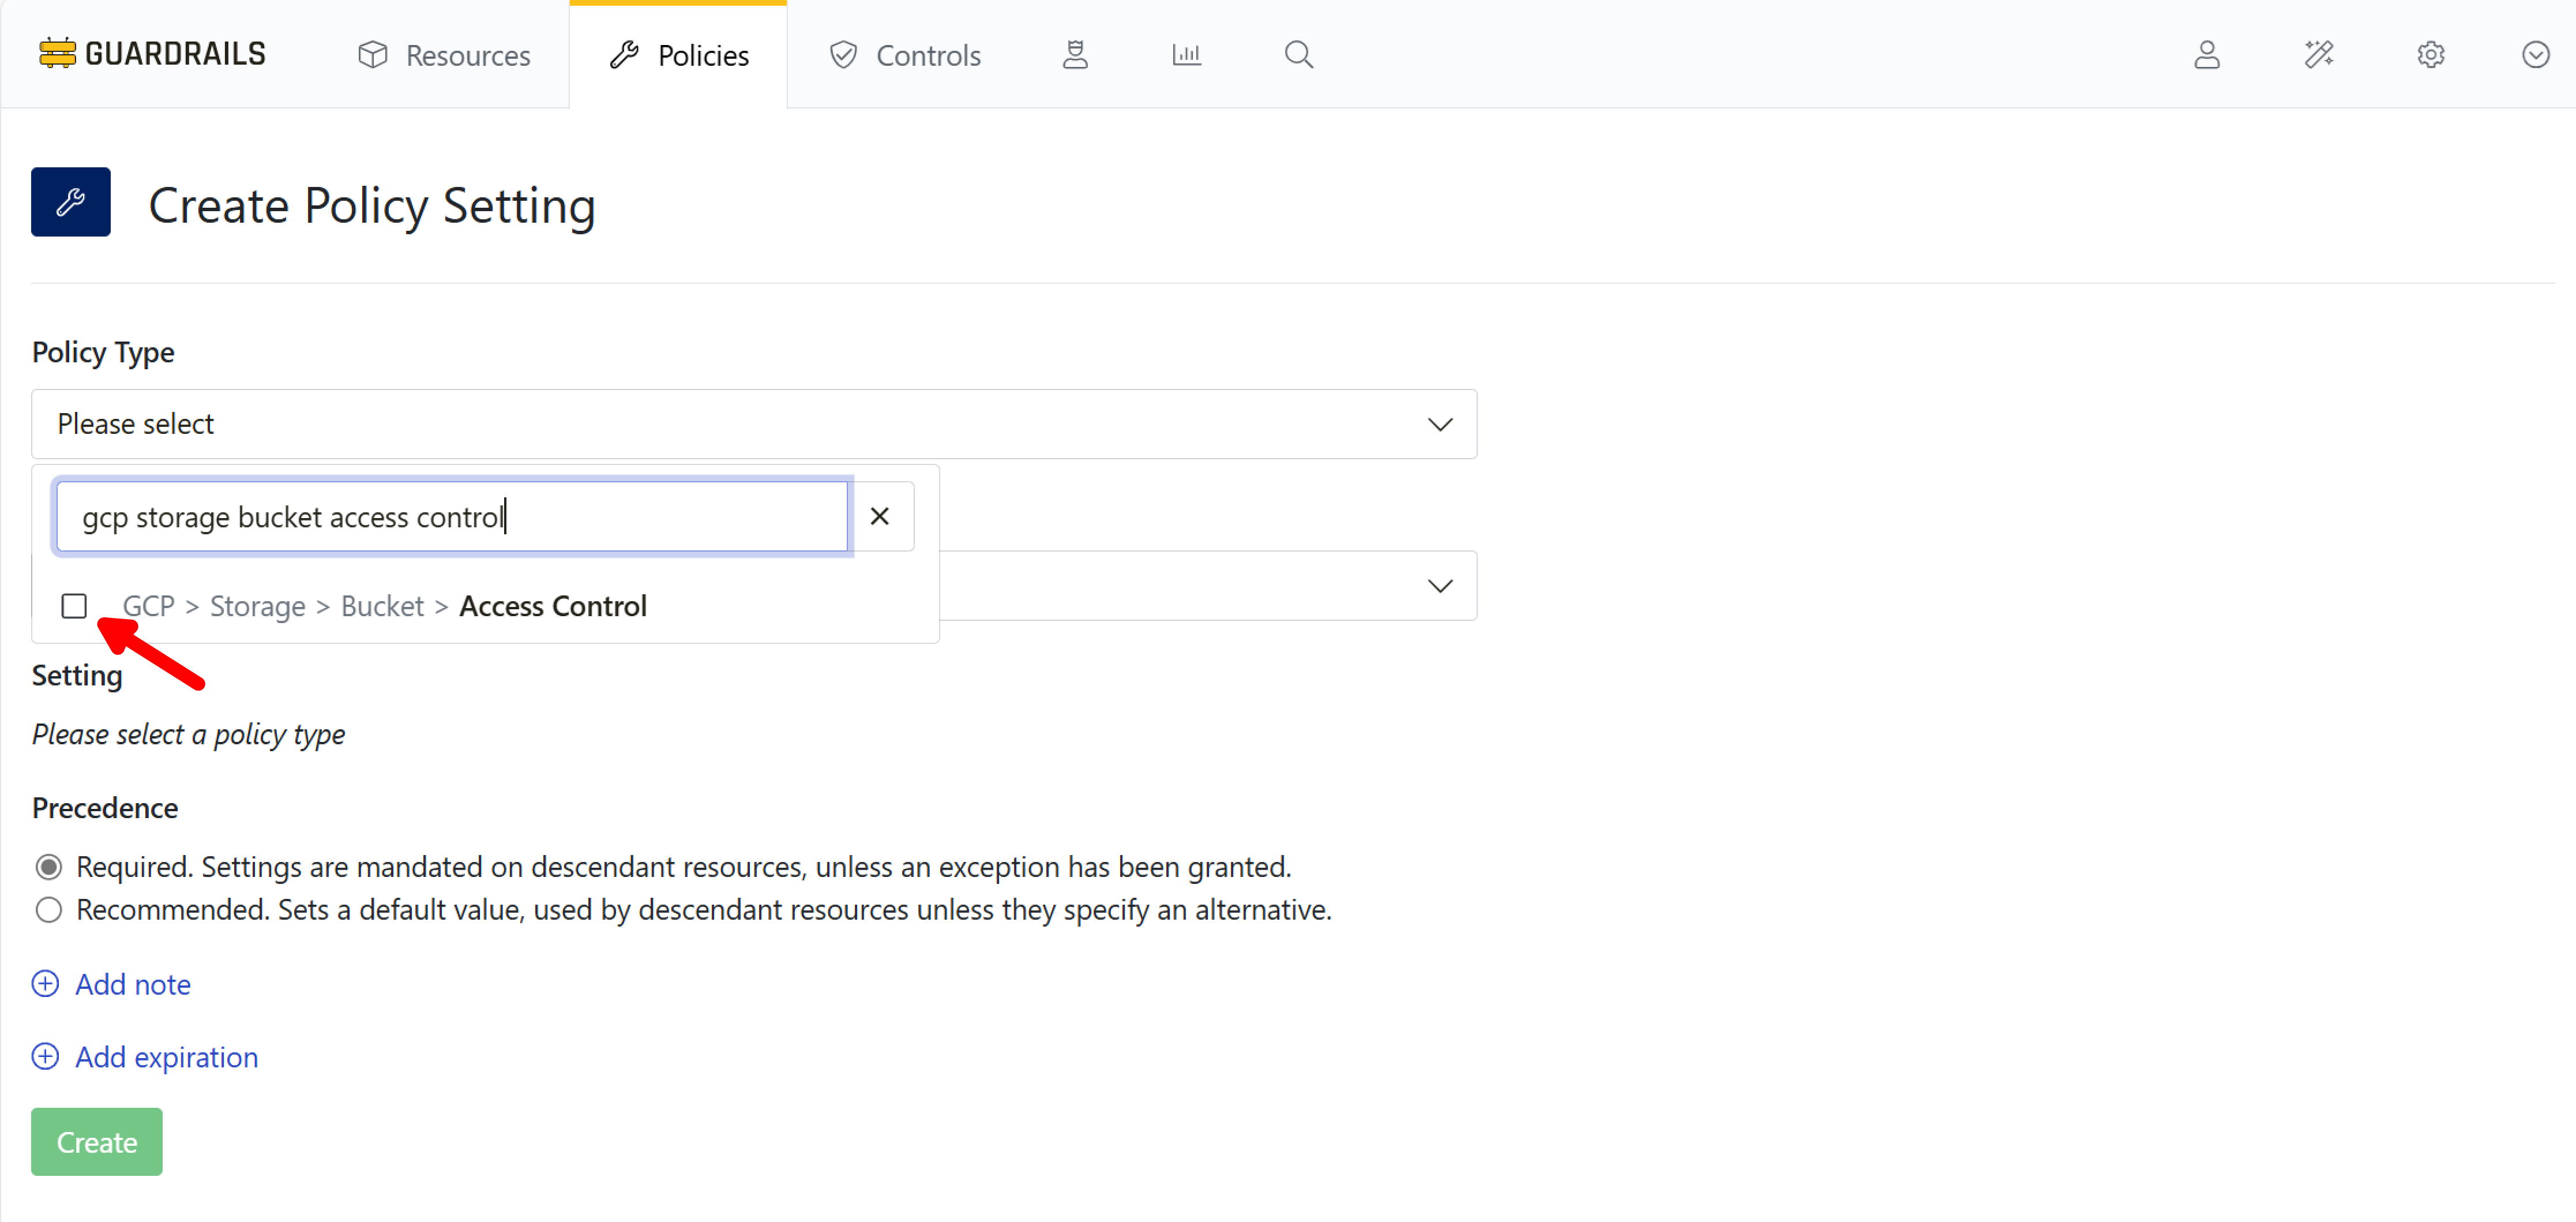 GUARDRAILS
Resources
Policies
Controls
Create Policy Setting
Policy Type
Please select
gcp storage bucket access control
GCP > Storage > Bucket > Access Control
Setting
Please select a policy type
Precedence
Required. Settings are mandated on descendant resources, unless an exception has been granted.
Recommended. Sets a default value, used by descendant resources unless they specify an alternative.
Add note
Add expiration
Create